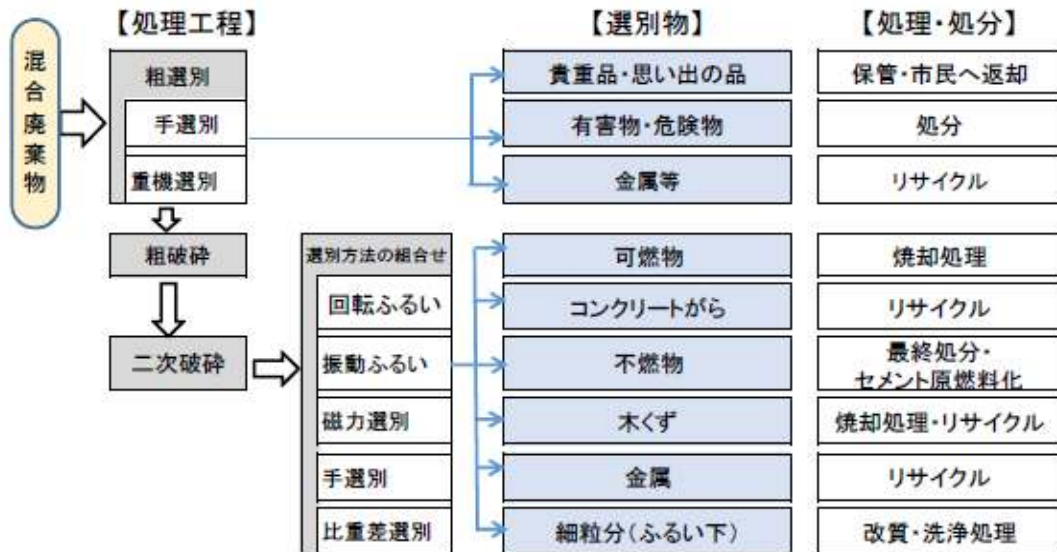 【処理工程】
【選別物】
【処理・処分】
混合廃棄物
粗選別
手選別
重機選別
貴重品・思い出の品
保管・市民へ返却
有害物・危険物
処分
金属等
リサイクル
粗破砕
二次破砕
選別方法の組合せ
回転ふるい
振動ふるい
磁力選別
手選別
比重差選別
可燃物
焼却処理
コンクリートがら
リサイクル
不燃物
最終処分・
セメント原燃料化
木くず
焼却処理・リサイクル
金属
リサイクル
細粒分(ふるい下)
改質・洗浄処理